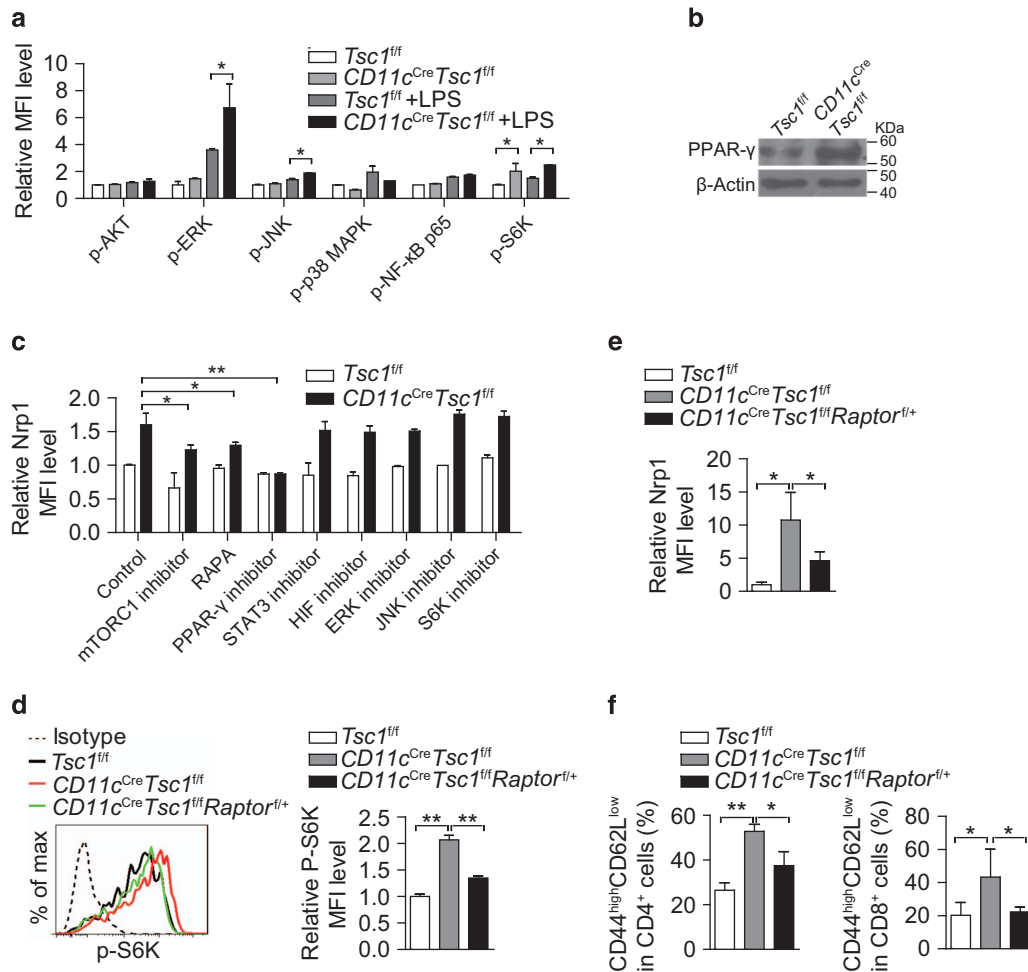 a
Relative MFI level
10
8
6
4
2
0
Tsc1f/f
CD11cCreTsc1f/f
Tsc1f/f +LPS
CD11cCreTsc1f/f +LPS
*
*
*
*
p-AKT
p-ERK
p-JNK
p-p38 MAPK
p-NF-κB p65
p-S6K
b
Tsc1f/f
CD11cCre
Tsc1f/f
KDa
PPAR-γ
60
50
β-Actin
50
40
c
Tsc1f/f
CD11cCreTsc1f/f
**
*
*
Relative Nrp1
MFI level
2.0
1.5
1.0
0.5
0.0
Control
mTORC1 inhibitor
RAPA
PPAR-γ inhibitor
STAT3 inhibitor
HIF inhibitor
ERK inhibitor
JNK inhibitor
S6K inhibitor
e
Tsc1f/f
CD11cCreTsc1f/f
CD11cCreTsc1f/fRaptorf/+
Relative Nrp1
MFI level
20
15
10
5
0
*
*
d
Isotype
Tsc1f/f
CD11cCreTsc1f/f
CD11cCreTsc1f/fRaptorf/+
% of max
p-S6K
Tsc1f/f
CD11cCreTsc1f/f
CD11cCreTsc1f/fRaptorf/+
Relative P-S6K
MFI level
2.5
2.0
1.5
1.0
0.5
0.0
**
**
f
Tsc1f/f
CD11cCreTsc1f/f
CD11cCreTsc1f/fRaptorf/+
CD44highCD62Llow
in CD4+ cells (%)
60
40
20
0
**
*
CD44highCD62Llow
in CD8+ cells (%)
80
60
40
20
0
*
*